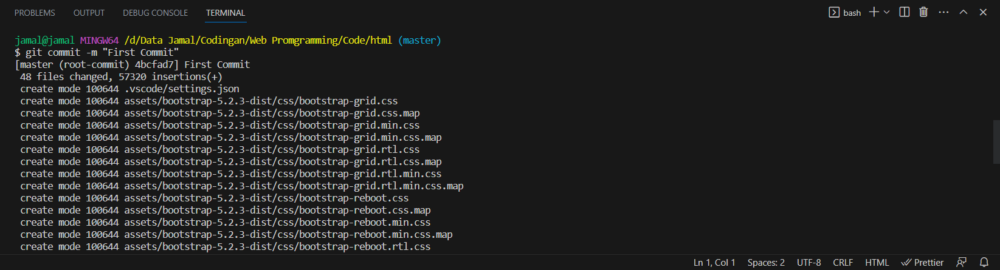 PROBLEMS OUTPUT DEBUG CONSOLE TERMINAL bash
jamal@jamal MINGW64 /d/Data Jamal/Codingan/Web Promgramming/Code/html (master)
$ git commit -m "First Commit"
[master (root-commit) 4bcfad7] First Commit
 48 files changed, 57320 insertions(+)
 create mode 100644 .vscode/settings.json
 create mode 100644 assets/bootstrap-5.2.3-dist/css/bootstrap-grid.css
 create mode 100644 assets/bootstrap-5.2.3-dist/css/bootstrap-grid.css.map
 create mode 100644 assets/bootstrap-5.2.3-dist/css/bootstrap-grid.min.css
 create mode 100644 assets/bootstrap-5.2.3-dist/css/bootstrap-grid.min.css.map
 create mode 100644 assets/bootstrap-5.2.3-dist/css/bootstrap-grid.rtl.css
 create mode 100644 assets/bootstrap-5.2.3-dist/css/bootstrap-grid.rtl.css.map
 create mode 100644 assets/bootstrap-5.2.3-dist/css/bootstrap-grid.rtl.min.css
 create mode 100644 assets/bootstrap-5.2.3-dist/css/bootstrap-grid.rtl.min.css.map
 create mode 100644 assets/bootstrap-5.2.3-dist/css/bootstrap-reboot.css
 create mode 100644 assets/bootstrap-5.2.3-dist/css/bootstrap-reboot.css.map
 create mode 100644 assets/bootstrap-5.2.3-dist/css/bootstrap-reboot.min.css
 create mode 100644 assets/bootstrap-5.2.3-dist/css/bootstrap-reboot.min.css.map
 create mode 100644 assets/bootstrap-5.2.3-dist/css/bootstrap-reboot.rtl.css
Ln 1, Col 1 Spaces: 2 UTF-8 CRLF HTML Prettier